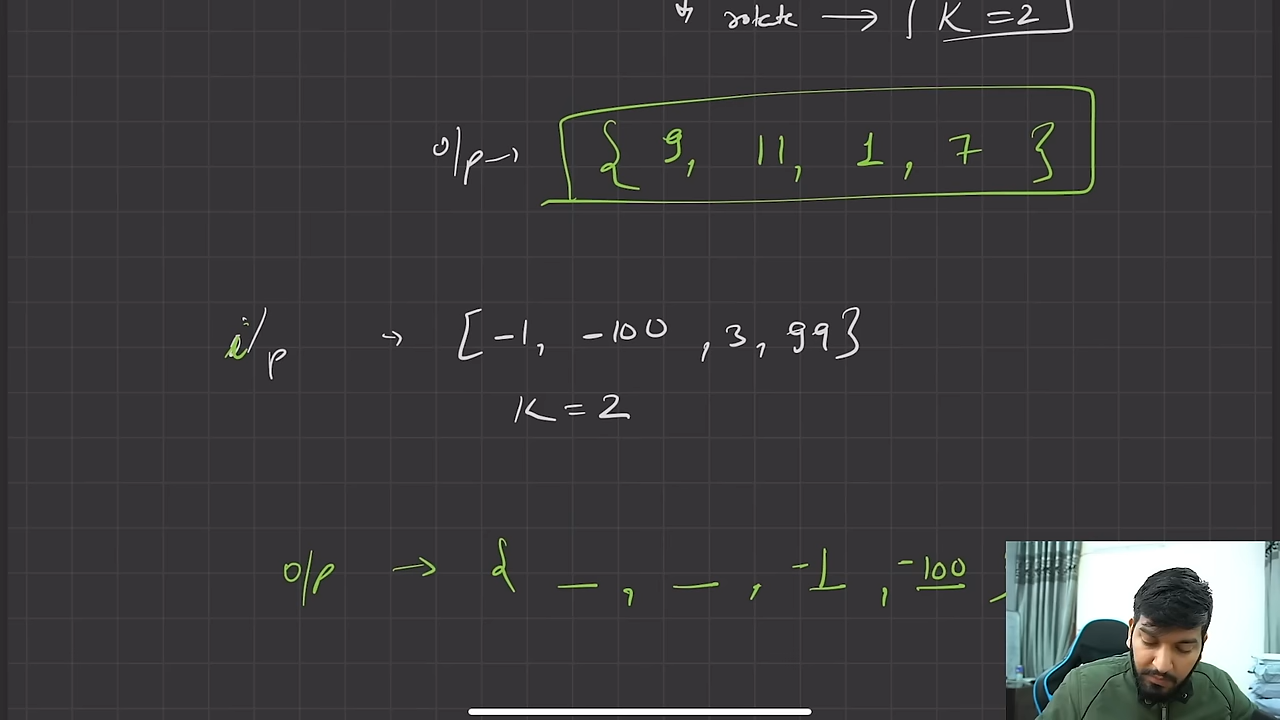 rotate → [ K = 2 ]
o/p → { 9, 11, 1, 7 }
i/p → [ -1, -100 , 3, 99 }
K = 2
o/p → { _ , _ , -1 , -100